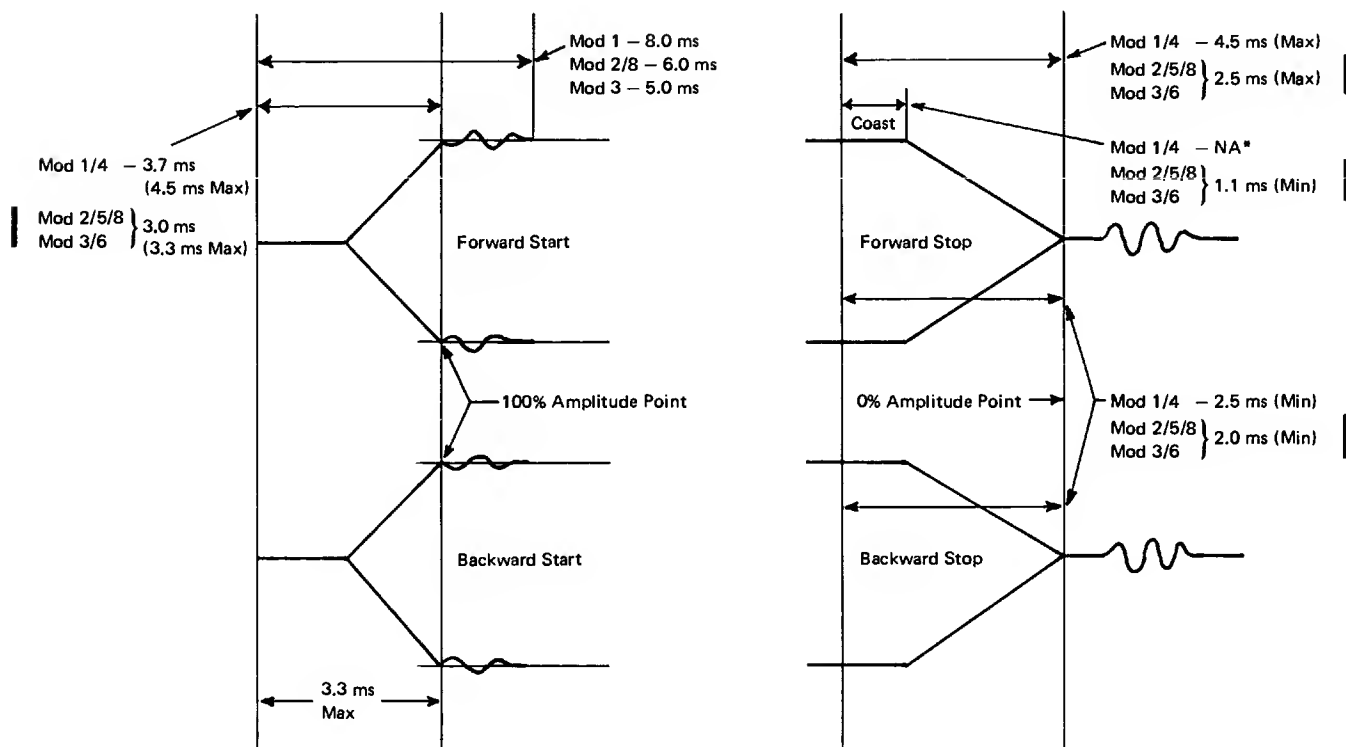 Mod 1 – 8.0 ms
Mod 2/8 – 6.0 ms
Mod 3 – 5.0 ms
Mod 1/4 – 3.7 ms
(4.5 ms Max)
Mod 2/5/8 } 3.0 ms
Mod 3/6 (3.3 ms Max)
Forward Start
100% Amplitude Point
Backward Start
3.3 ms
Max
Mod 1/4 – 4.5 ms (Max)
Mod 2/5/8 } 2.5 ms (Max)
Mod 3/6
Coast
Mod 1/4 – NA*
Mod 2/5/8 } 1.1 ms (Min)
Mod 3/6
Forward Stop
0% Amplitude Point
Mod 1/4 – 2.5 ms (Min)
Mod 2/5/8 } 2.0 ms (Min)
Mod 3/6
Backward Stop